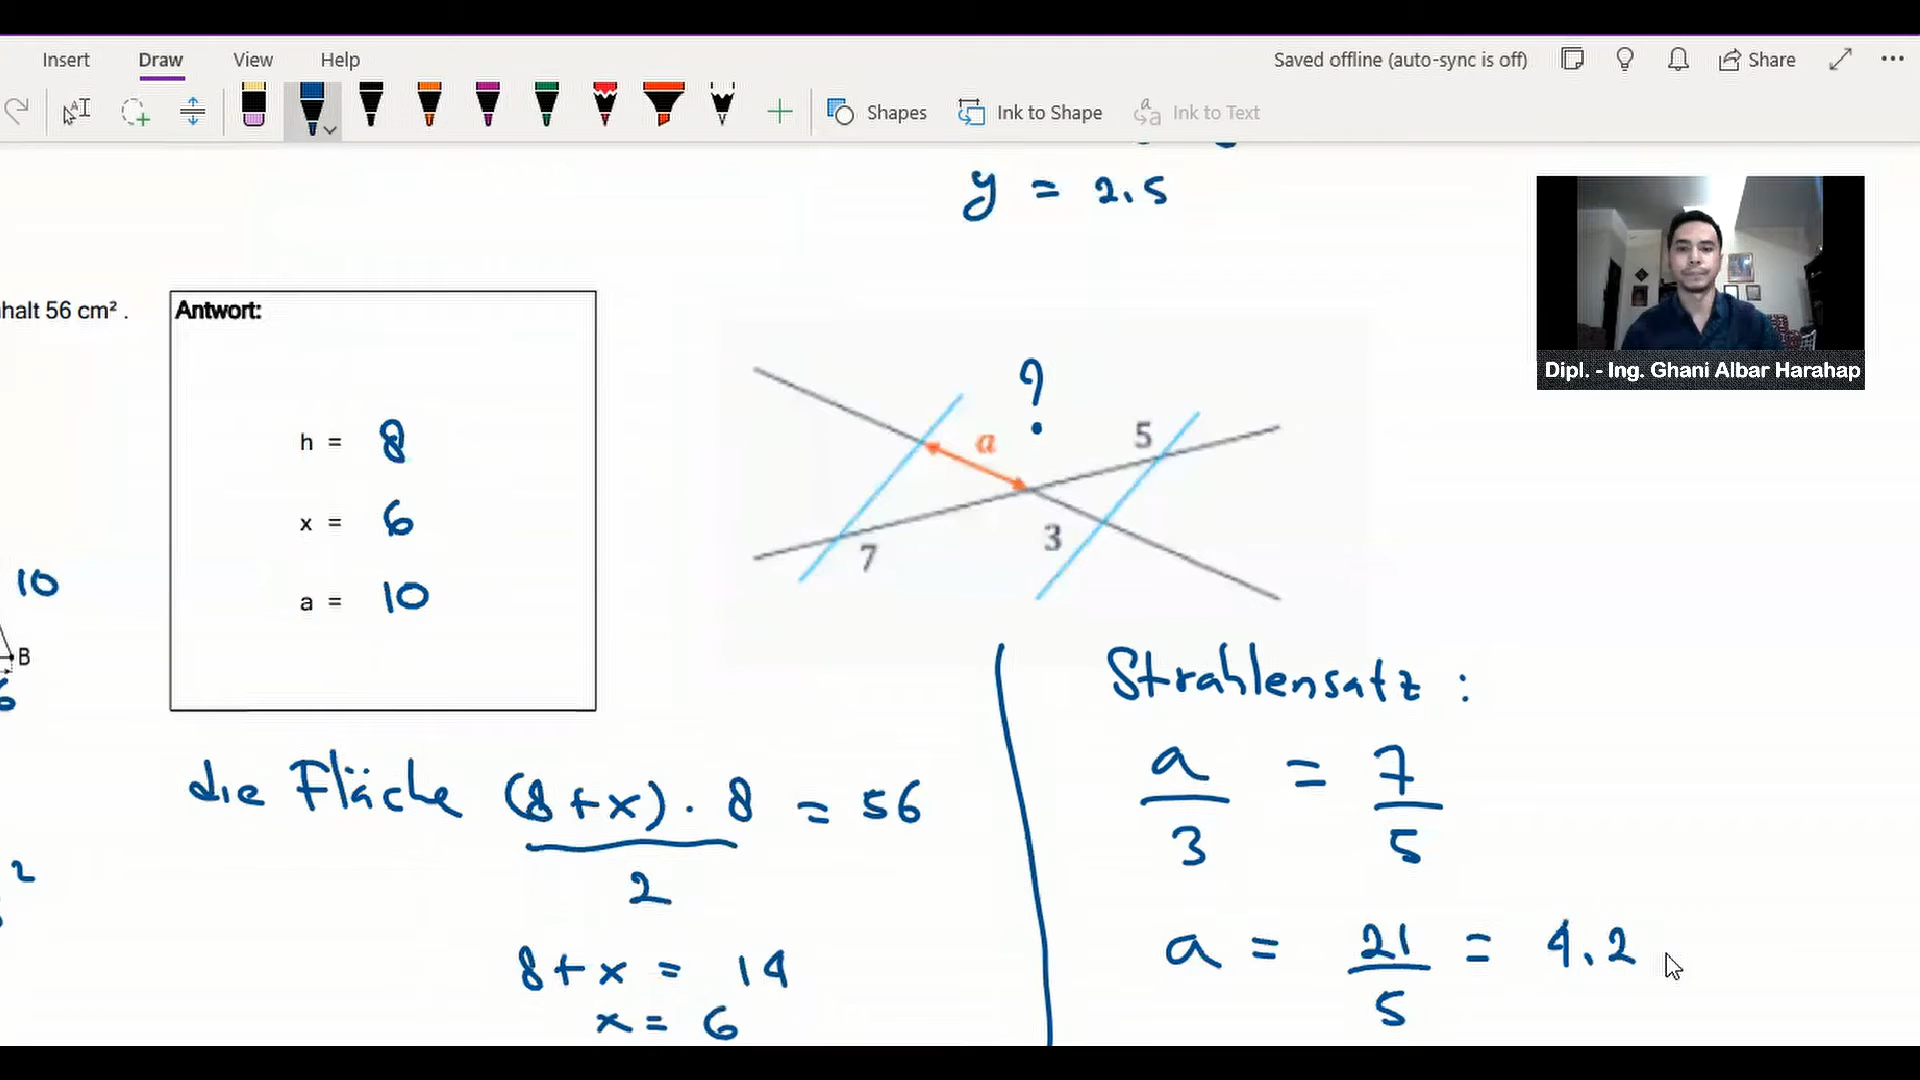 Insert Draw View Help
Saved offline (auto-sync is off) Share
Shapes Ink to Shape Ink to Text
y = 2.5
halt 56 cm² .
Antwort:
h = 8
x = 6
a = 10
10
B
6
2
?
a
5
7
3
Dipl. - Ing. Ghani Albar Harahap
die Fläche (8+x) . 8 = 56
2
8+x = 14
x = 6
Strahlensatz :
a = 7
3 5
a = 21 = 4.2
5